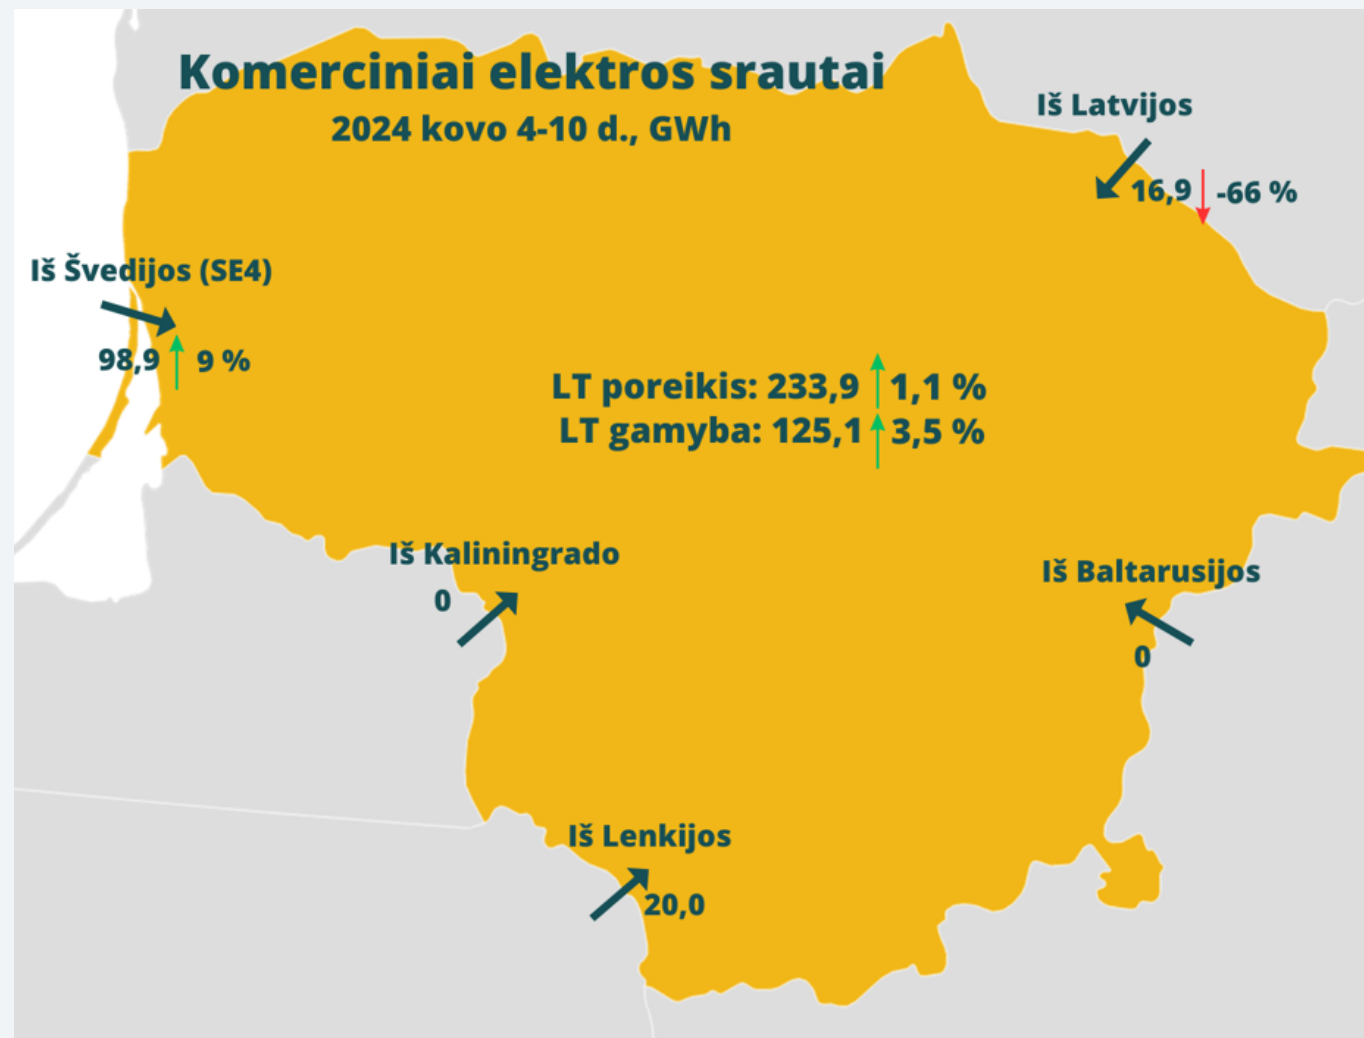 Komerciniai elektros srautai
2024 kovo 4-10 d., GWh
Iš Latvijos
16,9 -66 %
Iš Švedijos (SE4)
98,9 9 %
LT poreikis: 233,9 1,1 %
LT gamyba: 125,1 3,5 %
Iš Kaliningrado
0
Iš Baltarusijos
0
Iš Lenkijos
20,0